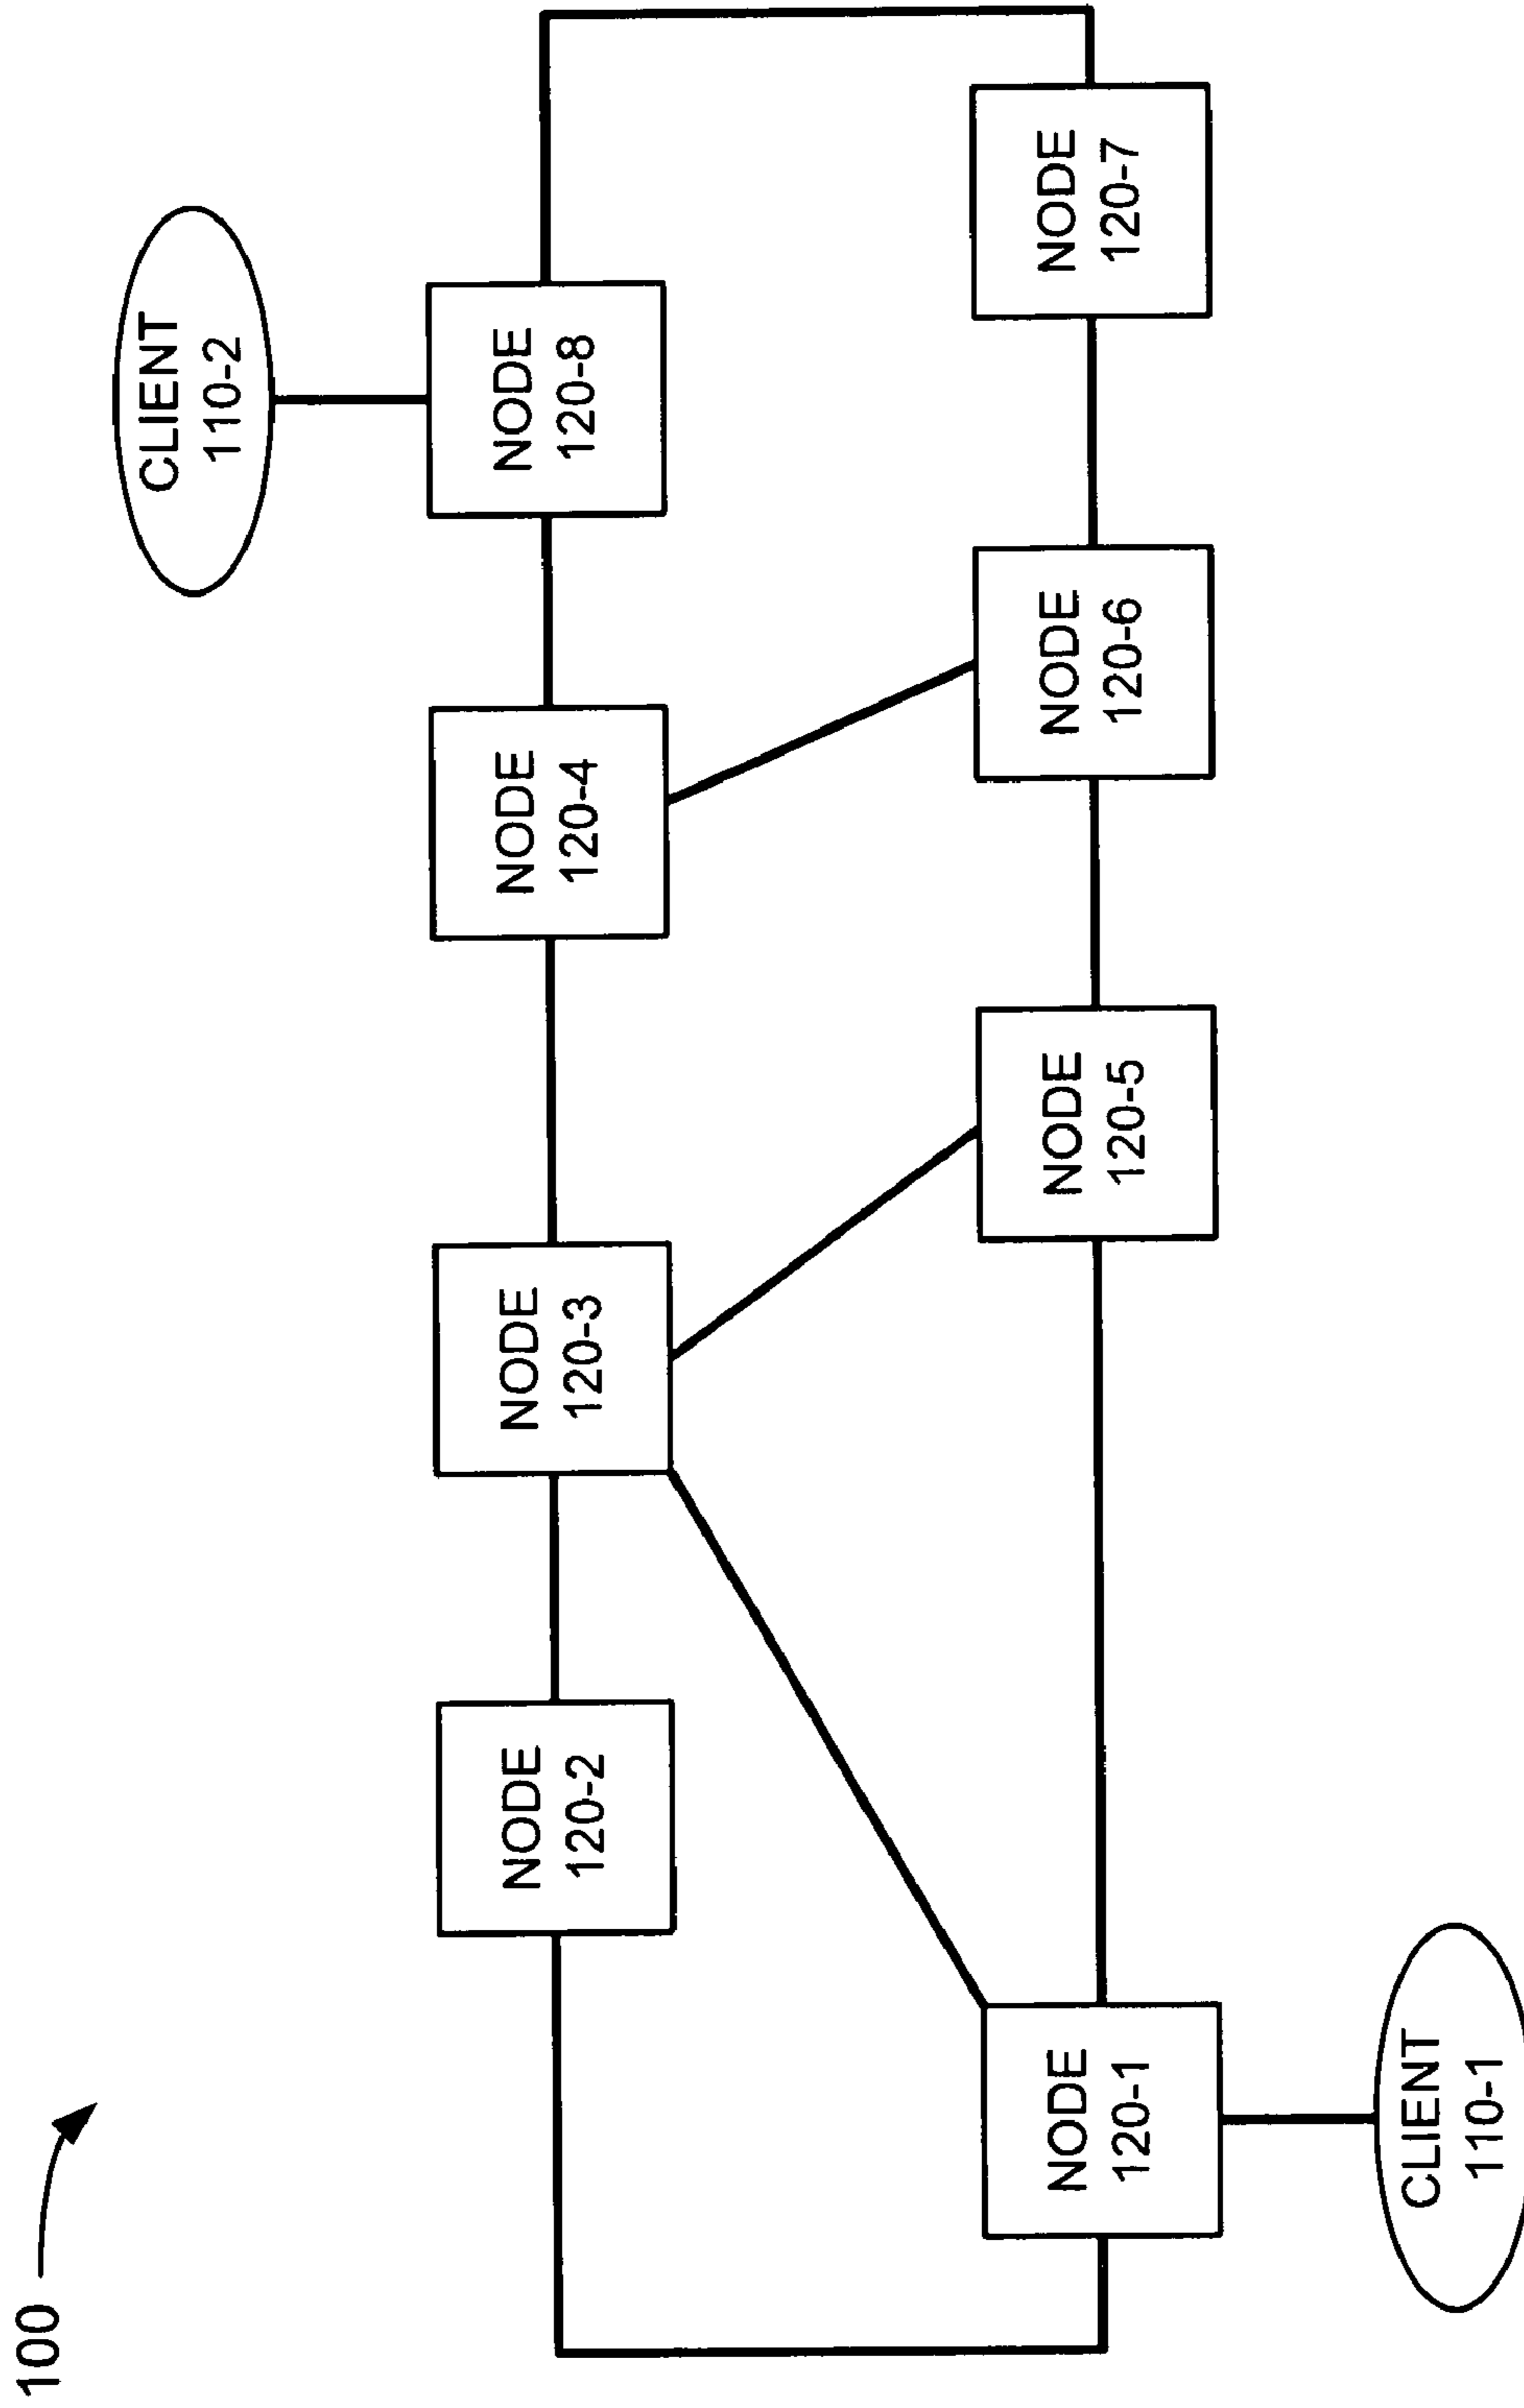 100
CLIENT
110-2
NODE
120-2
NODE
120-3
NODE
120-4
NODE
120-8
NODE
120-1
NODE
120-5
NODE
120-6
NODE
120-7
CLIENT
110-1